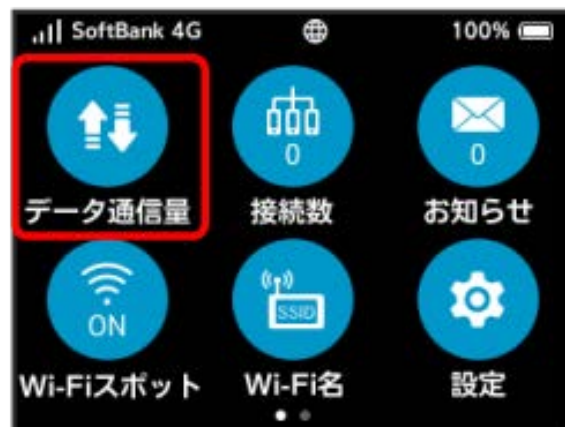 SoftBank 4G 100%
0 0
データ通信量 接続数 お知らせ
ON SSID
Wi-Fiスポット Wi-Fi名 設定